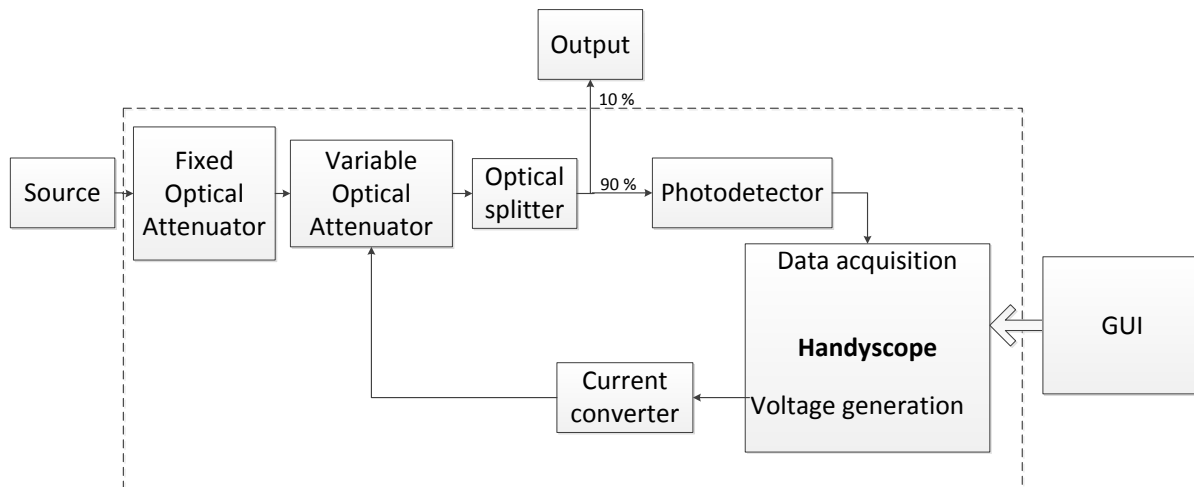 Output
10 %
Source
Fixed
Optical
Attenuator
Variable
Optical
Attenuator
Optical
splitter
90 %
Photodetector
Data acquisition
Handyscope
Voltage generation
GUI
Current
converter